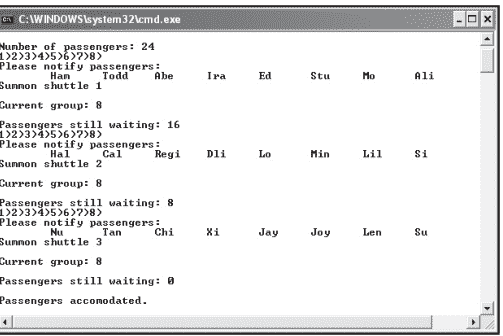 C:\WINDOWS\system32\cmd.exe
Number of passengers: 24
1>2>3>4>5>6>7>8>
Please notify passengers:
Ham Todd Abe Ira Ed Stu Mo Ali
Summon shuttle 1
Current group: 8
Passengers still waiting: 16
1>2>3>4>5>6>7>8>
Please notify passengers:
Hal Cal Regi Dli Lo Min Lil Si
Summon shuttle 2
Current group: 8
Passengers still waiting: 8
1>2>3>4>5>6>7>8>
Please notify passengers:
Nu Tan Chi Xi Jay Joy Len Su
Summon shuttle 3
Current group: 8
Passengers still waiting: 0
Passengers accomodated.